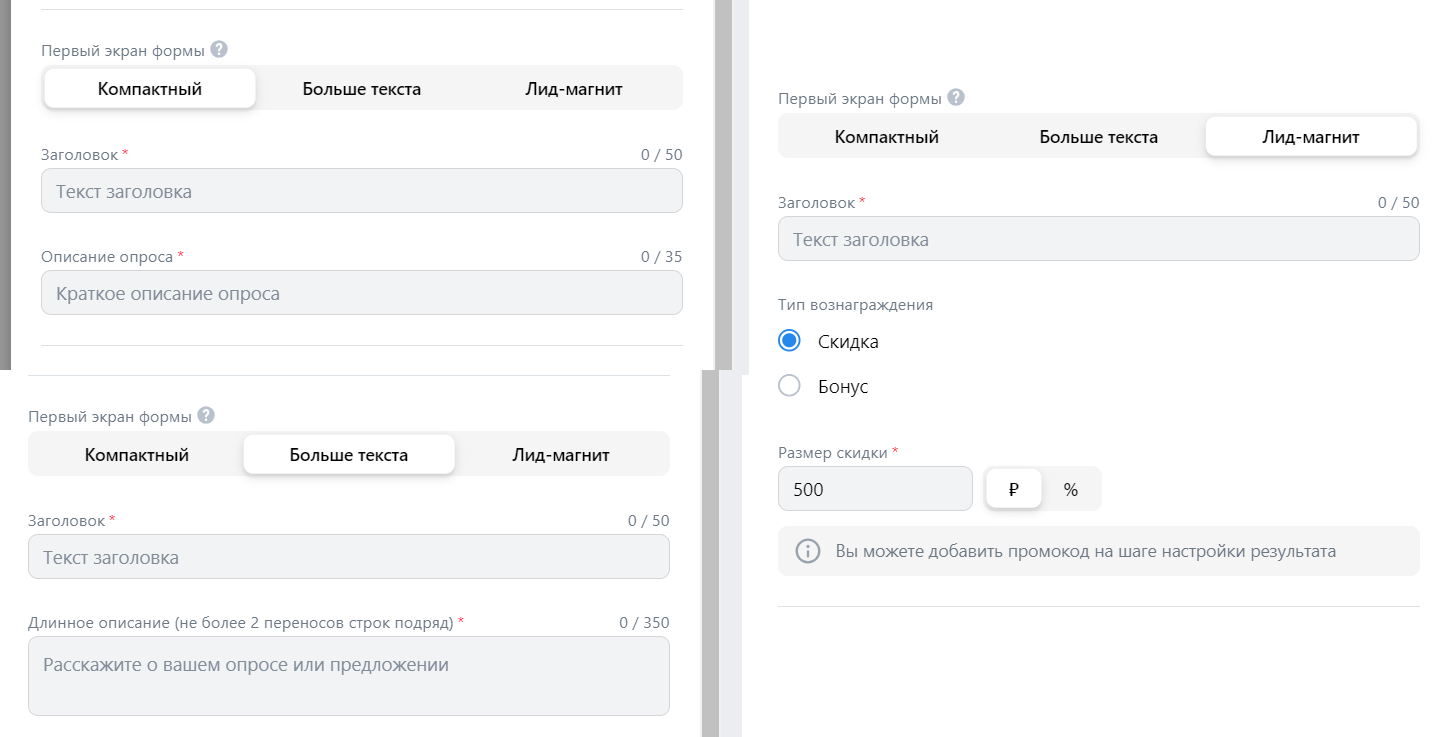 Первый экран формы ?
Компактный Больше текста Лид-магнит
Заголовок * 0 / 50
Текст заголовка
Описание опроса * 0 / 35
Краткое описание опроса
Первый экран формы ?
Компактный Больше текста Лид-магнит
Заголовок * 0 / 50
Текст заголовка
Длинное описание (не более 2 переносов строк подряд) * 0 / 350
Расскажите о вашем опросе или предложении
Первый экран формы ?
Компактный Больше текста Лид-магнит
Заголовок * 0 / 50
Текст заголовка
Тип вознаграждения
Скидка
Бонус
Размер скидки *
500 ₽ %
Вы можете добавить промокод на шаге настройки результата